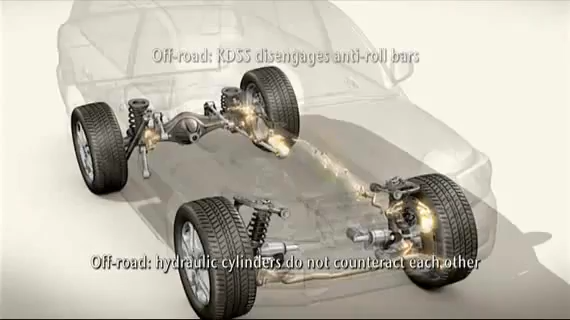 Off-road: KDSS disengages anti-roll bars
Off-road: hydraulic cylinders do not counteract each other